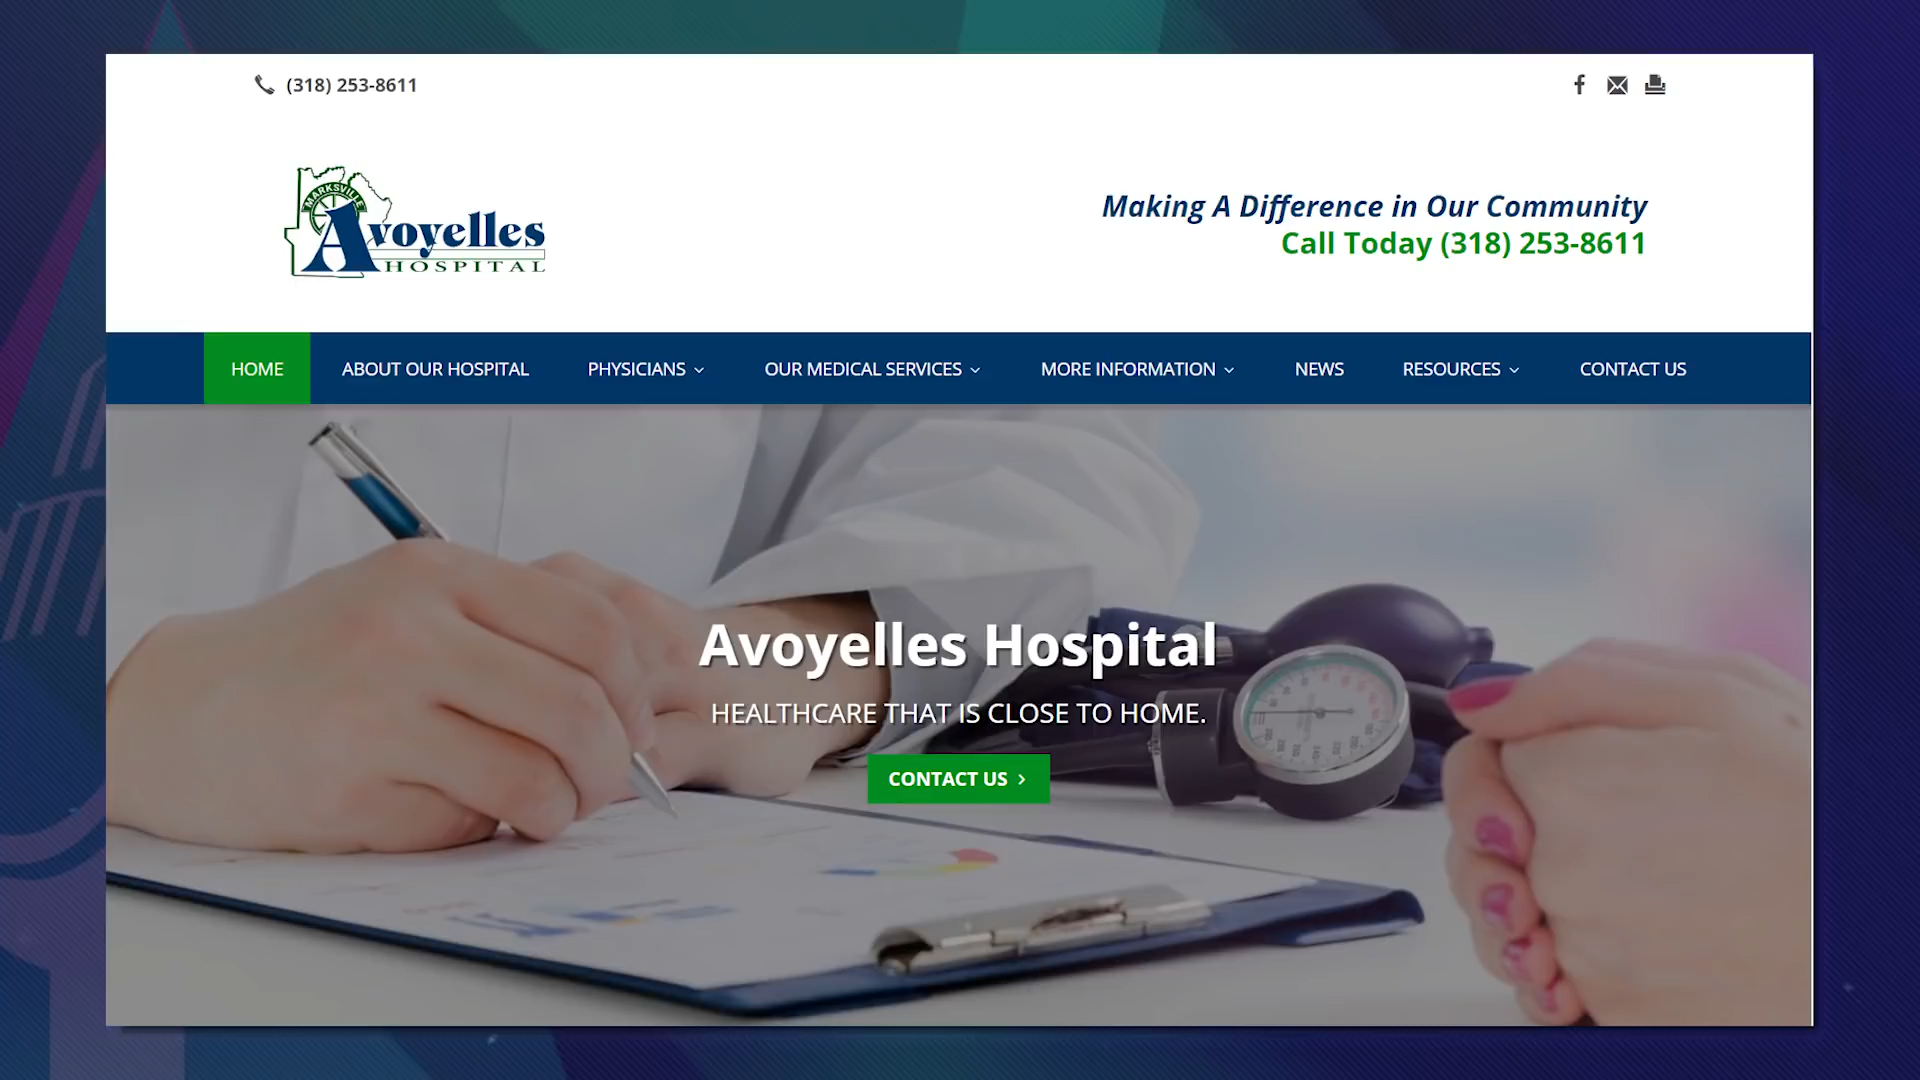 (318) 253-8611
MARKSVILLE
Avoyelles
HOSPITAL
Making A Difference in Our Community
Call Today (318) 253-8611
HOME
ABOUT OUR HOSPITAL
PHYSICIANS
OUR MEDICAL SERVICES
MORE INFORMATION
NEWS
RESOURCES
CONTACT US
Avoyelles Hospital
HEALTHCARE THAT IS CLOSE TO HOME.
CONTACT US